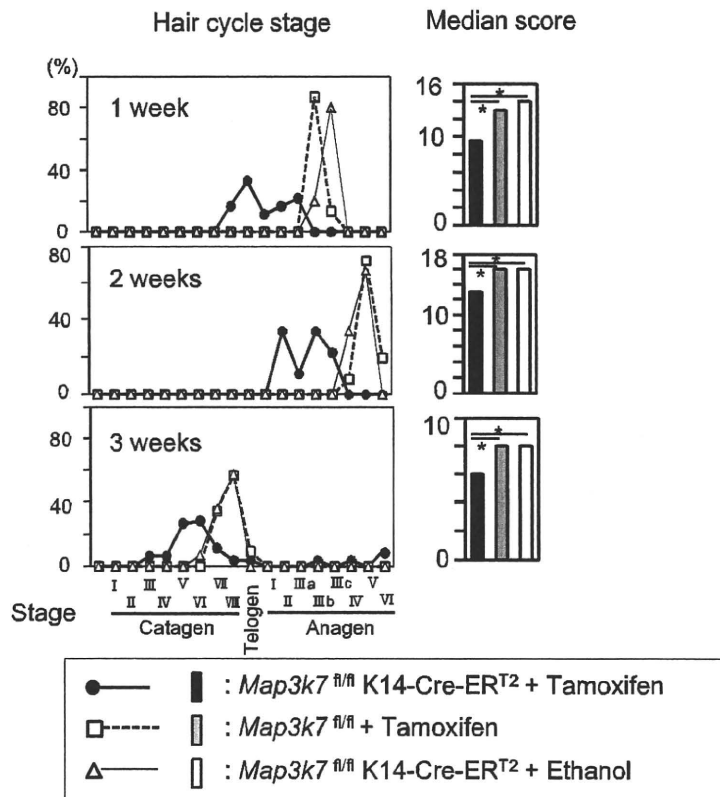 Hair cycle stage Median score
(%)
80
40
0
1 week
16
10
0
*
*
80
40
0
2 weeks
18
10
0
*
*
80
40
0
3 weeks
10
0
*
*
I III V VII I IIIa IIIc V
II IV VI VIII II IIIb IV VI
Stage
Catagen
Telogen
Anagen
: Map3k7 fl/fl K14-Cre-ERT2 + Tamoxifen
: Map3k7 fl/fl + Tamoxifen
: Map3k7 fl/fl K14-Cre-ERT2 + Ethanol